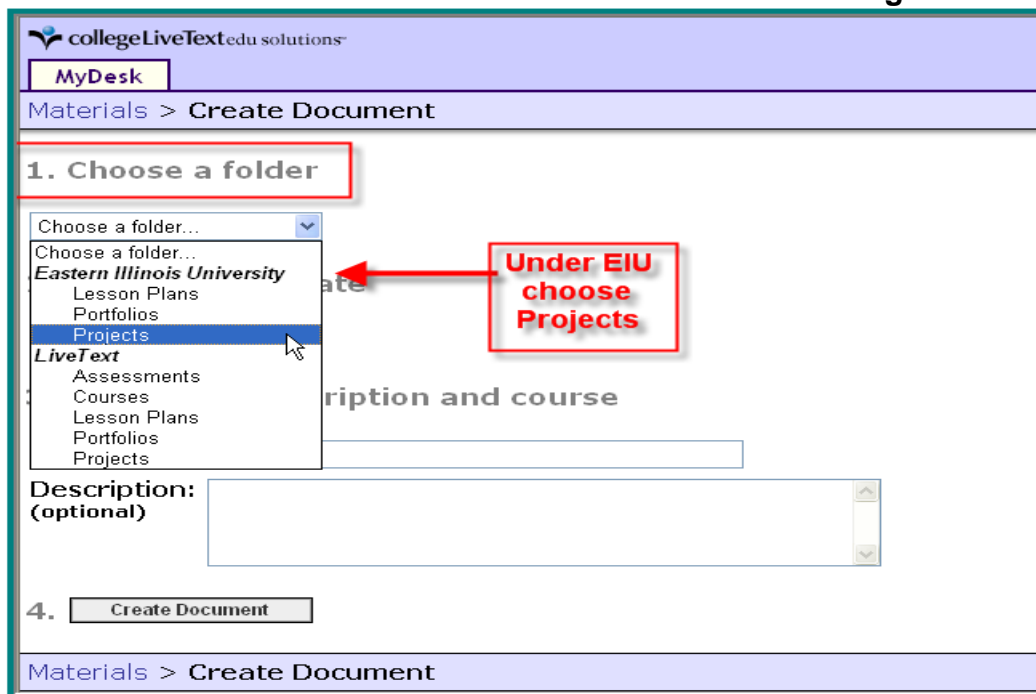 collegeLiveText edu solutions
MyDesk
Materials > Create Document
1. Choose a folder
Choose a folder...
Choose a folder...
Eastern Illinois University
Lesson Plans
Portfolios
Projects
LiveText
Assessments
Courses
Lesson Plans
Portfolios
Projects
Under EIU
choose
Projects
ate
ription and course
Description:
(optional)
4. Create Document
Materials > Create Document